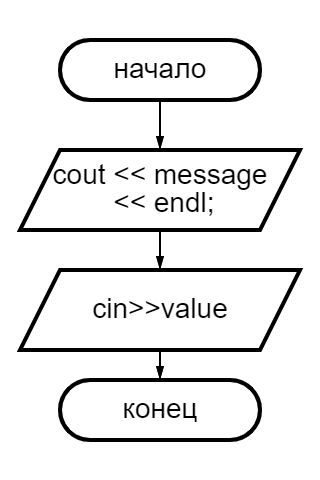 начало
cout << message
<< endl;
cin>>value
конец